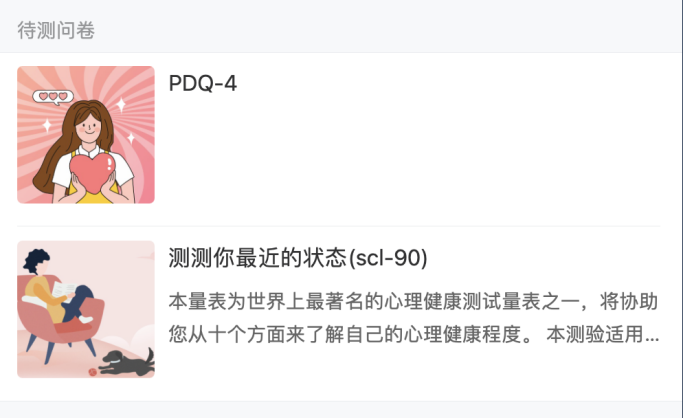 待测问卷
PDQ-4
测测你最近的状态(scl-90)
本量表为世界上最著名的心理健康测试量表之一，将协助
您从十个方面来了解自己的心理健康程度。 本测验适用...